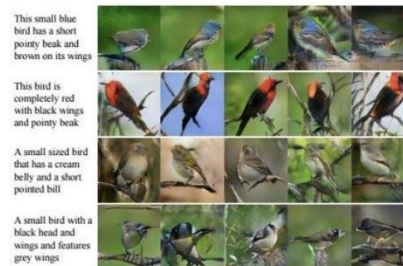 This small blue
bird has a short
pointy beak and
brown on its wings
This bird is
completely red
with black wings
and pointy beak
A small sized bird
that has a cream
belly and a short
pointed bill
A small bird with a
black head and
wings and features
grey wings